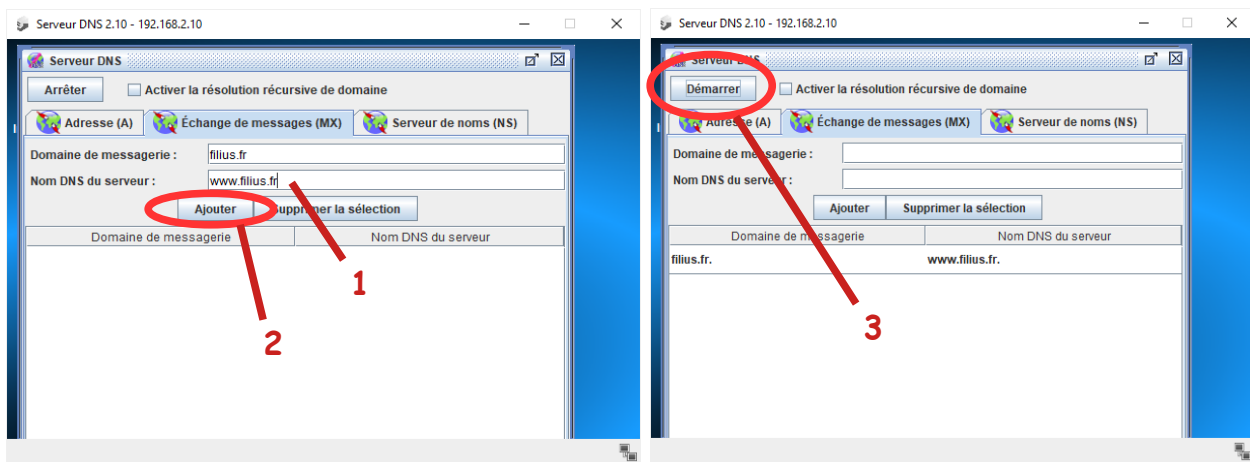 Serveur DNS 2.10 - 192.168.2.10
Serveur DNS
Arrêter Activer la résolution récursive de domaine
Adresse (A) Échange de messages (MX) Serveur de noms (NS)
Domaine de messagerie : filius.fr
Nom DNS du serveur : www.filius.fr
Ajouter Supprimer la sélection
Domaine de messagerie Nom DNS du serveur
1
2
Serveur DNS 2.10 - 192.168.2.10
Serveur DNS
Démarrer Activer la résolution récursive de domaine
Adresse (A) Échange de messages (MX) Serveur de noms (NS)
Domaine de messagerie :
Nom DNS du serveur :
Ajouter Supprimer la sélection
Domaine de messagerie Nom DNS du serveur
filius.fr. www.filius.fr.
3